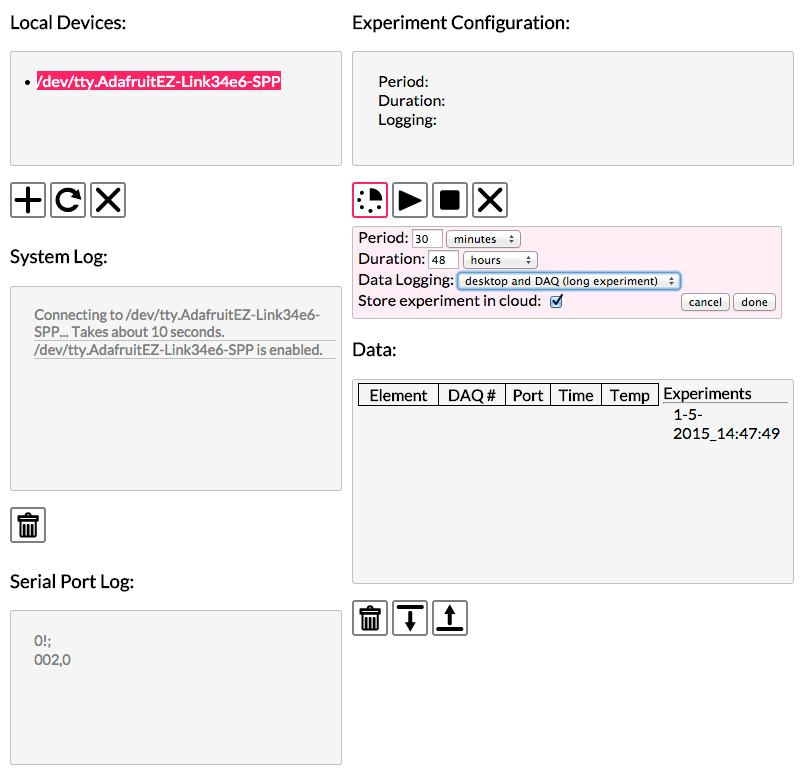 Local Devices:
/dev/tty.AdafruitEZ-Link34e6-SPP
System Log:
Connecting to /dev/tty.AdafruitEZ-Link34e6-
SPP... Takes about 10 seconds.
/dev/tty.AdafruitEZ-Link34e6-SPP is enabled.
Serial Port Log:
0!;
002,0
Experiment Configuration:
Period:
Duration:
Logging:
Period: 30 minutes
Duration: 48 hours
Data Logging: desktop and DAQ (long experiment)
Store experiment in cloud: cancel done
Data:
Element DAQ # Port Time Temp Experiments
1-5-
2015_14:47:49